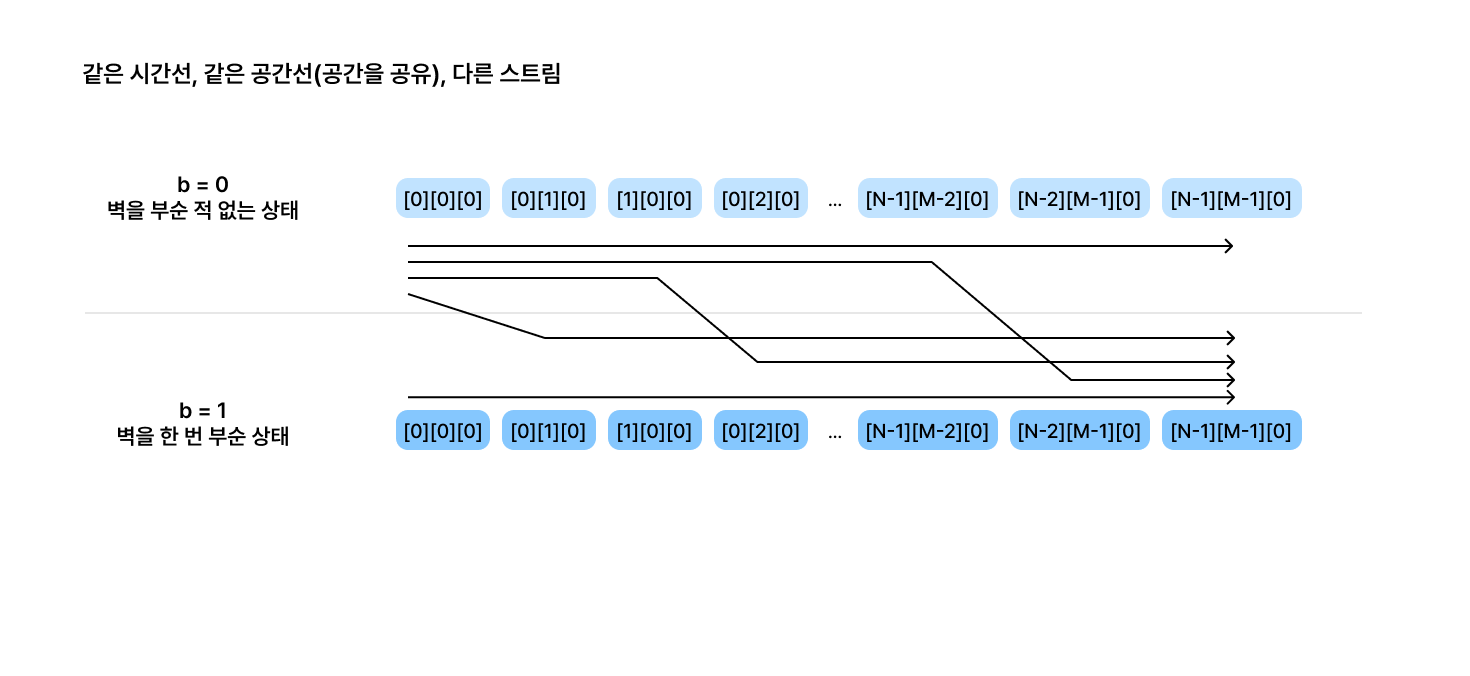 같은 시간선, 같은 공간선(공간을 공유), 다른 스트림
b = 0
벽을 부순 적 없는 상태
[0][0][0] [0][1][0] [1][0][0] [0][2][0] ... [N-1][M-2][0] [N-2][M-1][0] [N-1][M-1][0]
b = 1
벽을 한 번 부순 상태
[0][0][0] [0][1][0] [1][0][0] [0][2][0] ... [N-1][M-2][0] [N-2][M-1][0] [N-1][M-1][0]